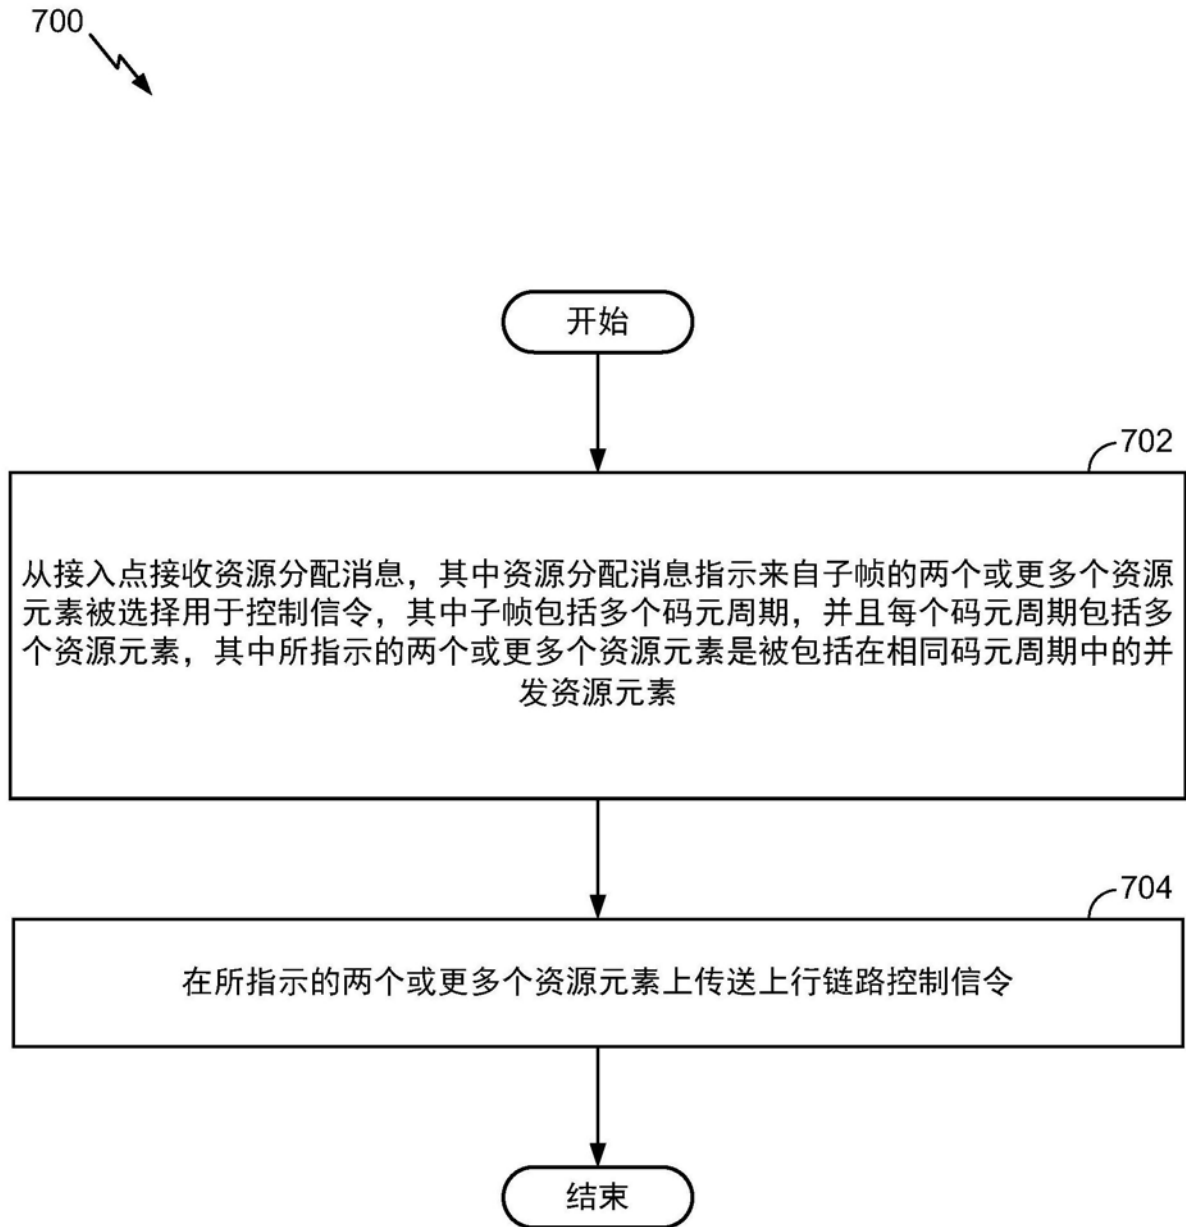 700
开始
702
从接入点接收资源分配消息，其中资源分配消息指示来自子帧的两个或更多个资源
元素被选择用于控制信令，其中子帧包括多个码元周期，并且每个码元周期包括多
个资源元素，其中所指示的两个或更多个资源元素是被包括在相同码元周期中的并
发资源元素
704
在所指示的两个或更多个资源元素上传送上行链路控制信令
结束